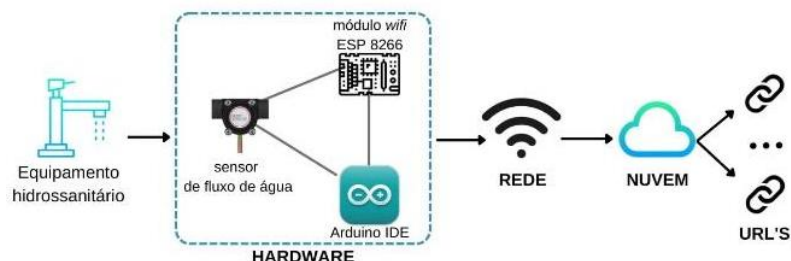 módulo wifi
ESP 8266
Equipamento
hidrossanitário
sensor
de fluxo de água
Arduino IDE
HARDWARE
REDE
NUVEM
URL'S